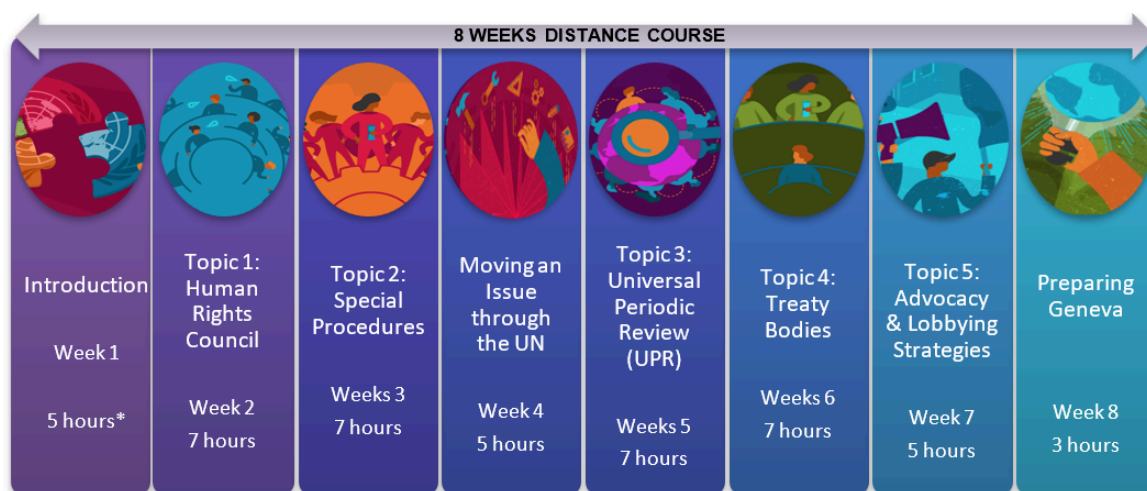 8 WEEKS DISTANCE COURSE
Introduction
Week 1
5 hours*
Topic 1:
Human
Rights
Council
Week 2
7 hours
Topic 2:
Special
Procedures
Weeks 3
7 hours
Moving an
Issue
through
the UN
Week 4
5 hours
Topic 3:
Universal
Periodic
Review
(UPR)
Weeks 5
7 hours
Topic 4:
Treaty
Bodies
Weeks 6
7 hours
Topic 5:
Advocacy
& Lobbying
Strategies
Week 7
5 hours
Preparing
Geneva
Week 8
3 hours